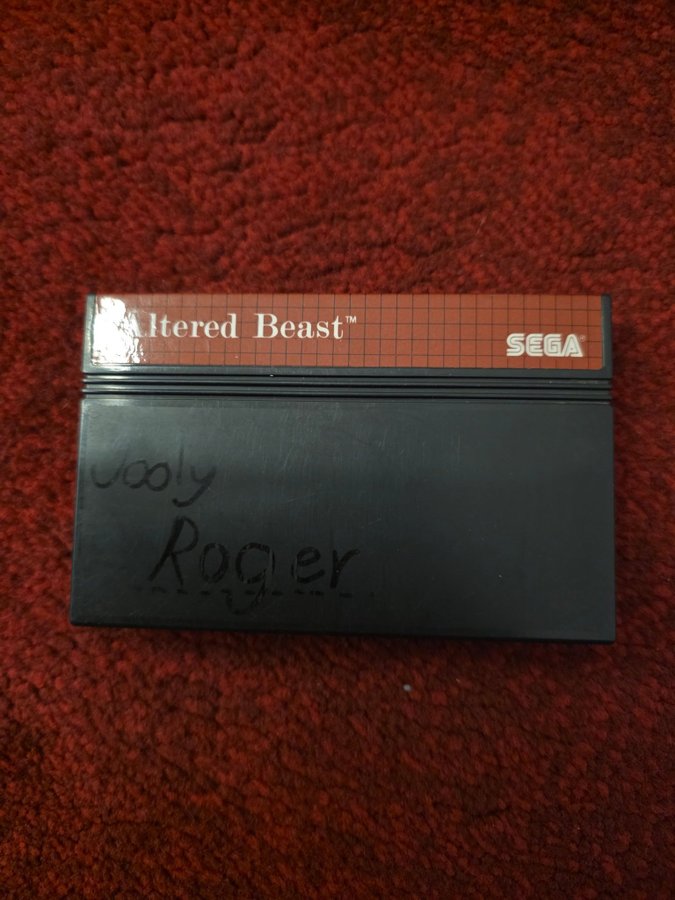 Altered Beast™
SEGA®
Jooly
Roger